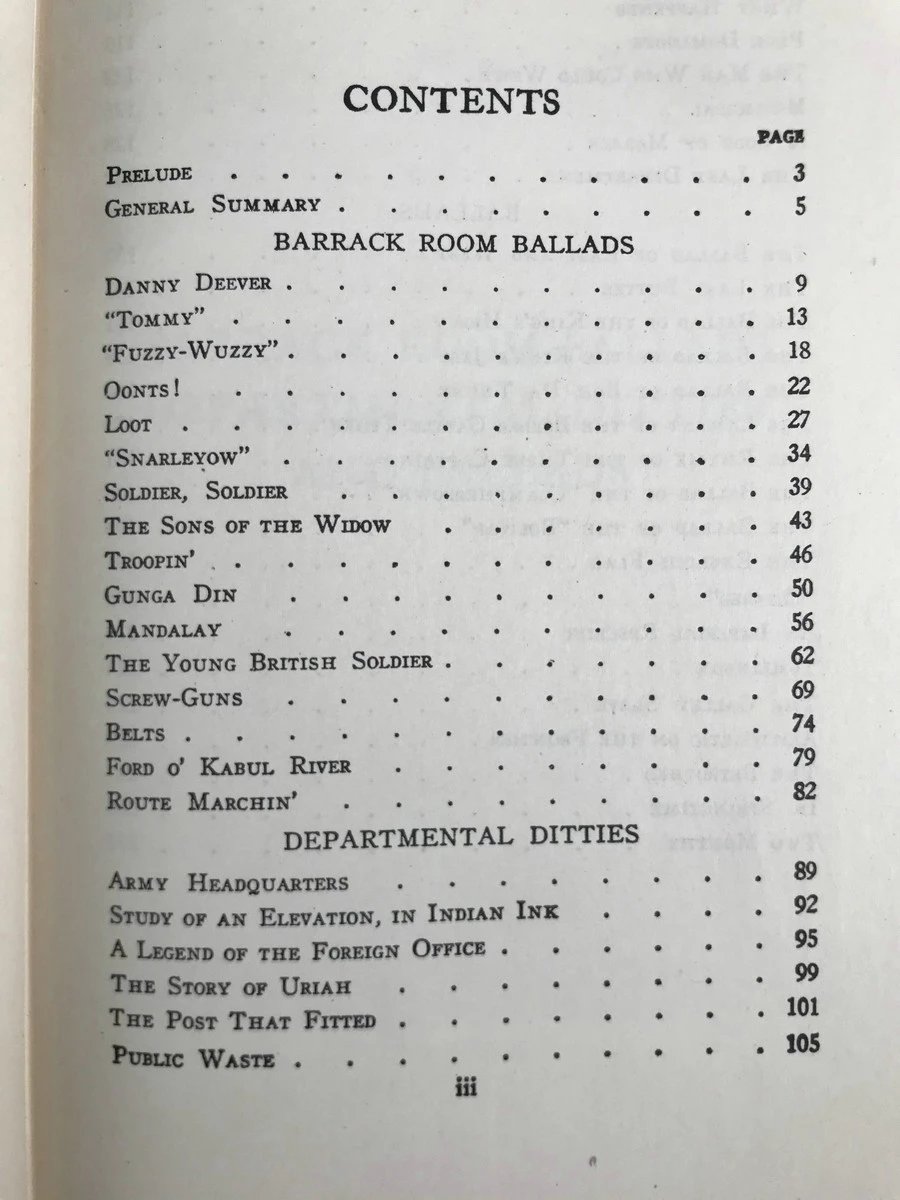 CONTENTS
PAGE
PRELUDE . . . . . . . . . . . 3
GENERAL SUMMARY . . . . . . . . . 5
BARRACK ROOM BALLADS
DANNY DEEVER . . . . . . . . . . 9
"TOMMY" . . . . . . . . . . . 13
"FUZZY-WUZZY" . . . . . . . . . . 18
OONTS! . . . . . . . . . . . 22
LOOT . . . . . . . . . . . . 27
"SNARLEYOW" . . . . . . . . . . 34
SOLDIER, SOLDIER . . . . . . . . . 39
THE SONS OF THE WIDOW . . . . . . . 43
TROOPIN' . . . . . . . . . . . 46
GUNGA DIN . . . . . . . . . . 50
MANDALAY . . . . . . . . . . 56
THE YOUNG BRITISH SOLDIER . . . . . . . 62
SCREW-GUNS . . . . . . . . . . 69
BELTS . . . . . . . . . . . . 74
FORD O' KABUL RIVER . . . . . . . . 79
ROUTE MARCHIN' . . . . . . . . . 82
DEPARTMENTAL DITTIES
ARMY HEADQUARTERS . . . . . . . . 89
STUDY OF AN ELEVATION, IN INDIAN INK . . . . 92
A LEGEND OF THE FOREIGN OFFICE . . . . . . 95
THE STORY OF URIAH . . . . . . . . 99
THE POST THAT FITTED . . . . . . . . 101
PUBLIC WASTE . . . . . . . . . . 105
iii